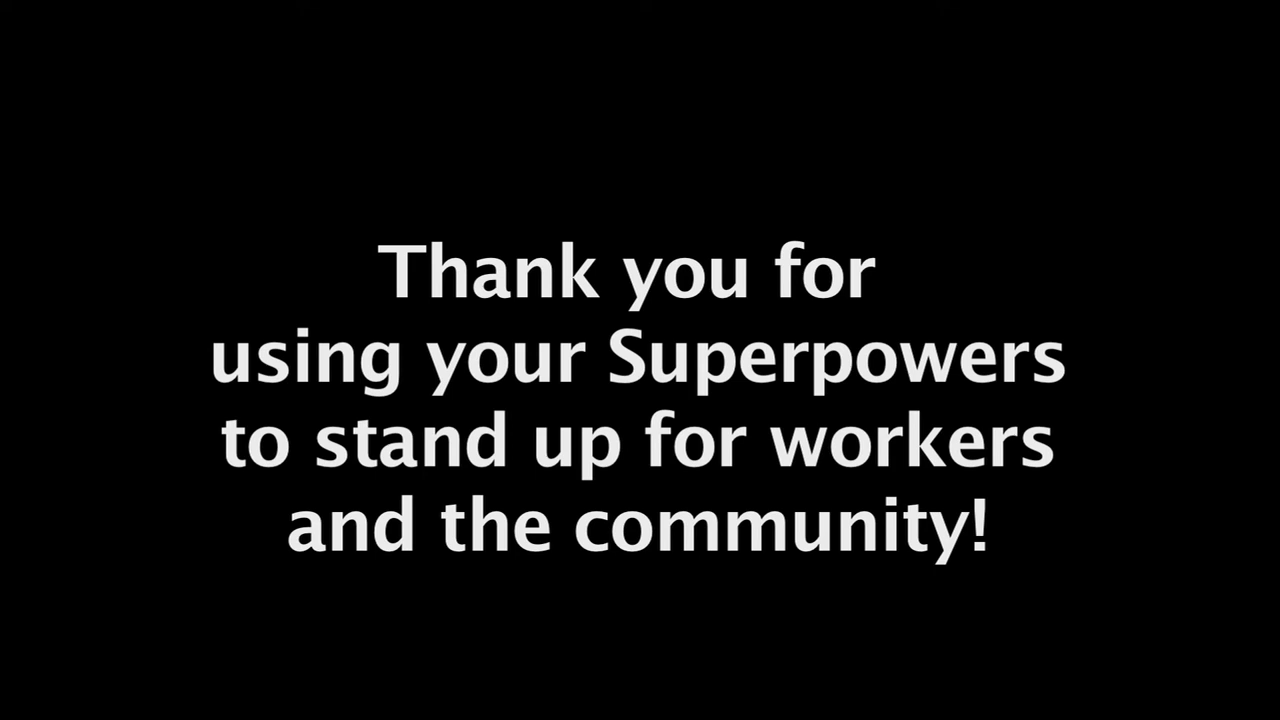 Thank you for
using your Superpowers
to stand up for workers
and the community!